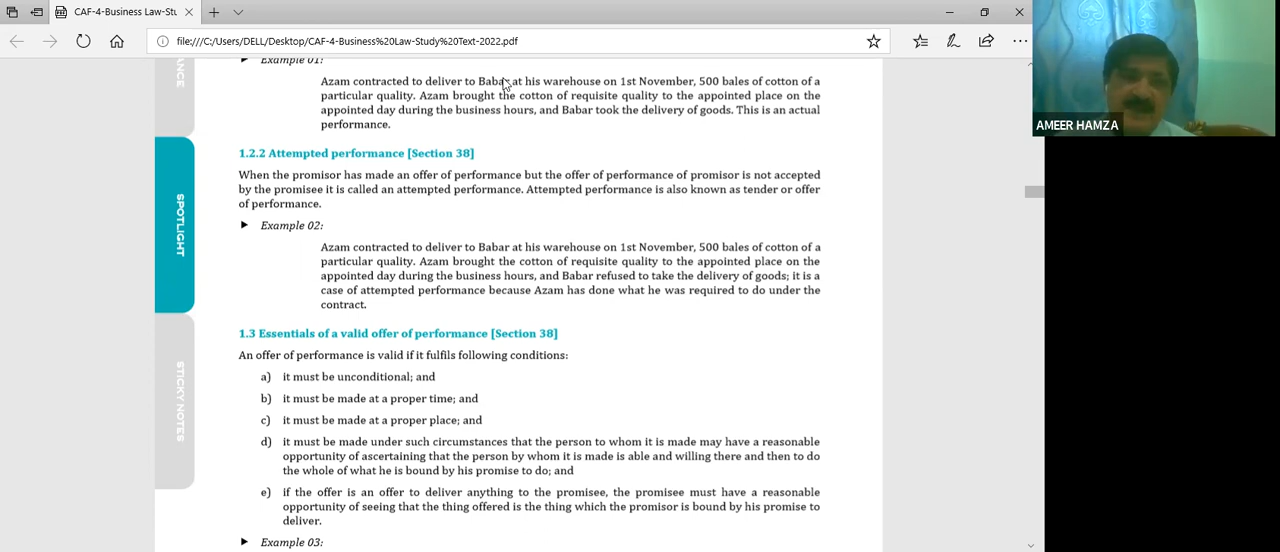 CAF-4-Business Law-Stu
file:///C:/Users/DELL/Desktop/CAF-4-Business%20Law-Study%20Text-2022.pdf
AMEER HAMZA
SPOTLIGHT
STICKY NOTES
Example 01:
Azam contracted to deliver to Babar at his warehouse on 1st November, 500 bales of cotton of a
particular quality. Azam brought the cotton of requisite quality to the appointed place on the
appointed day during the business hours, and Babar took the delivery of goods. This is an actual
performance.
1.2.2 Attempted performance [Section 38]
When the promisor has made an offer of performance but the offer of performance of promisor is not accepted
by the promisee it is called an attempted performance. Attempted performance is also known as tender or offer
of performance.
Example 02:
Azam contracted to deliver to Babar at his warehouse on 1st November, 500 bales of cotton of a
particular quality. Azam brought the cotton of requisite quality to the appointed place on the
appointed day during the business hours, and Babar refused to take the delivery of goods; it is a
case of attempted performance because Azam has done what he was required to do under the
contract.
1.3 Essentials of a valid offer of performance [Section 38]
An offer of performance is valid if it fulfils following conditions:
a) it must be unconditional; and
b) it must be made at a proper time; and
c) it must be made at a proper place; and
d) it must be made under such circumstances that the person to whom it is made may have a reasonable
opportunity of ascertaining that the person by whom it is made is able and willing there and then to do
the whole of what he is bound by his promise to do; and
e) if the offer is an offer to deliver anything to the promisee, the promisee must have a reasonable
opportunity of seeing that the thing offered is the thing which the promisor is bound by his promise to
deliver.
Example 03: